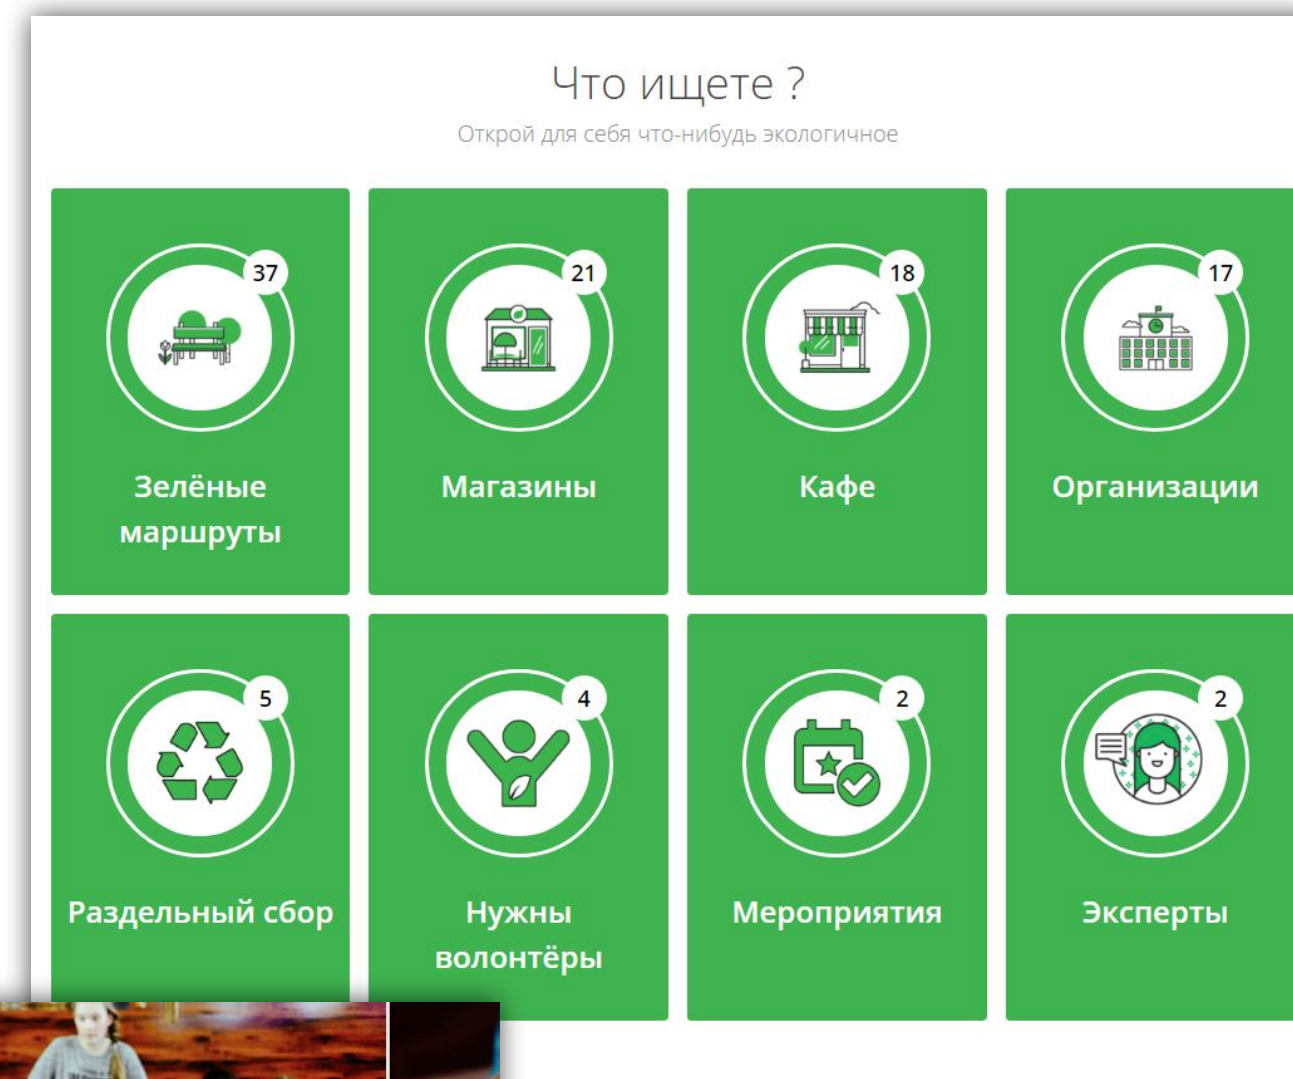 Что ищете ?
Открой для себя что-нибудь экологичное
37
21
18
17
Зелёные
маршруты
Магазины
Кафе
Организации
5
4
2
2
Раздельный сбор
Нужны
волонтёры
Мероприятия
Эксперты